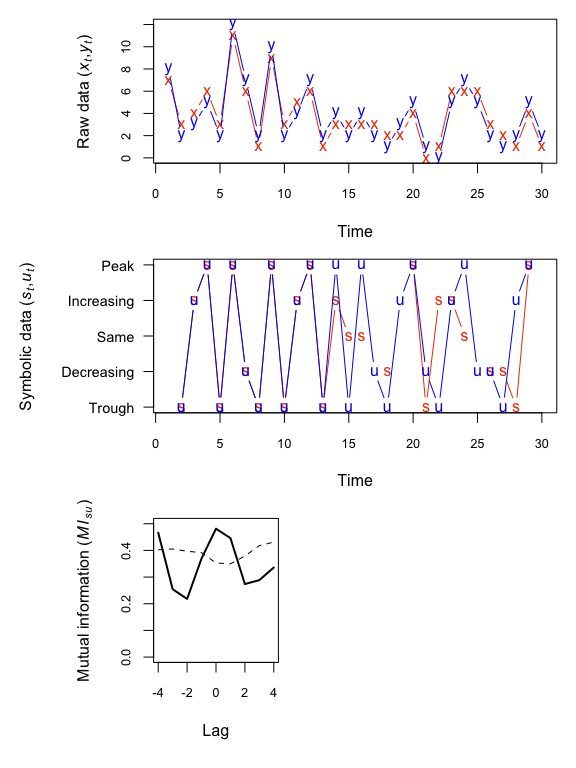 Raw data (x_t, y_t)
10
8
6
4
2
0
0 5 10 15 20 25 30
Time
Symbolic data (s_t, u_t)
Peak
Increasing
Same
Decreasing
Trough
0 5 10 15 20 25 30
Time
Mutual information (MI_su)
0.4
0.2
0.0
-4 -2 0 2 4
Lag